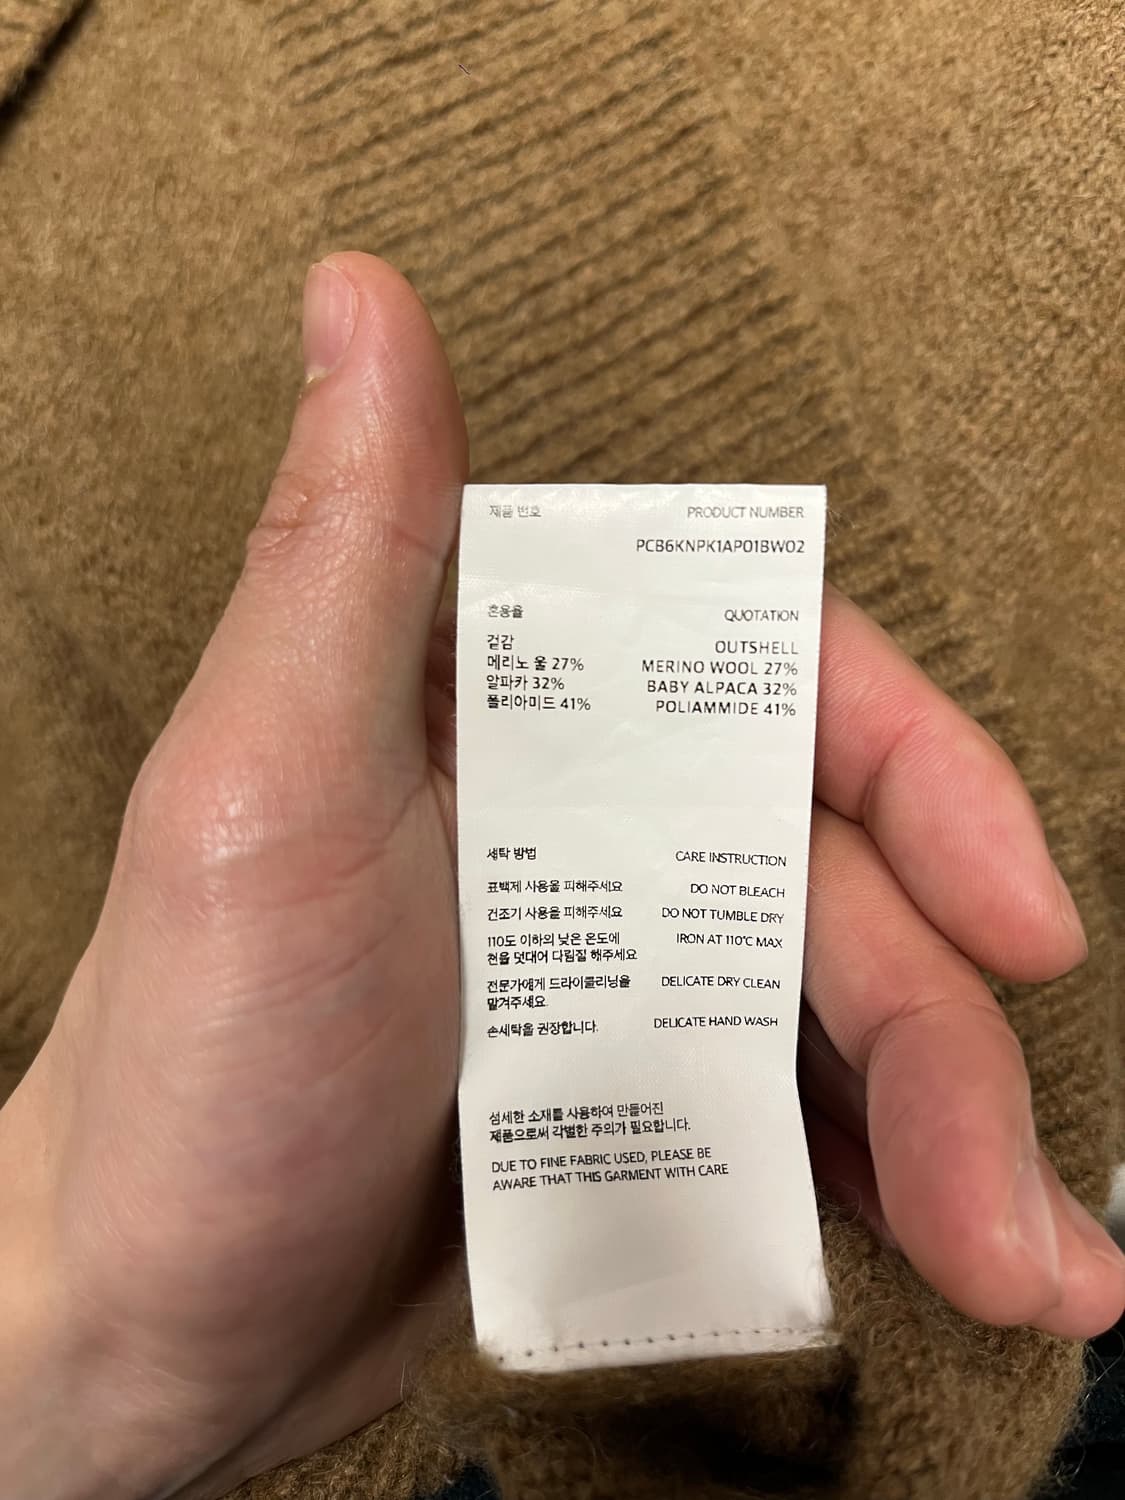 제품 번호 PRODUCT NUMBER
PCB6KNPK1AP01BW02
혼용율 QUOTATION
겉감 OUTSHELL
메리노 울 27% MERINO WOOL 27%
알파카 32% BABY ALPACA 32%
폴리아미드 41% POLIAMMIDE 41%
세탁 방법 CARE INSTRUCTION
표백제 사용을 피해주세요 DO NOT BLEACH
건조기 사용을 피해주세요 DO NOT TUMBLE DRY
110도 이하의 낮은 온도에 IRON AT 110℃ MAX
천을 덧대어 다림질 해주세요
전문가에게 드라이클리닝을 DELICATE DRY CLEAN
맡겨주세요.
손세탁을 권장합니다. DELICATE HAND WASH
섬세한 소재를 사용하여 만들어진
제품으로써 각별한 주의가 필요합니다.
DUE TO FINE FABRIC USED, PLEASE BE
AWARE THAT THIS GARMENT WITH CARE